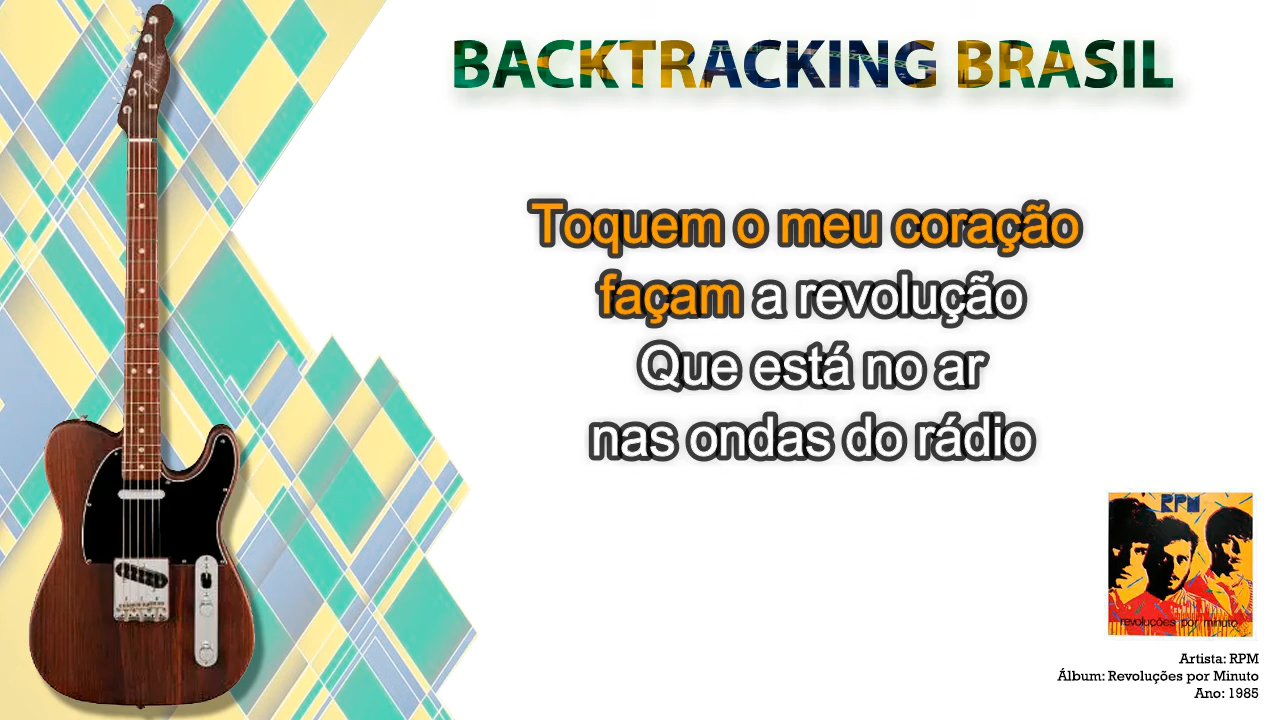 BACKTRACKING BRASIL
Toquem o meu coração
façam a revolução
Que está no ar
nas ondas do rádio
RPM
revoluções por minuto
Artista: RPM
Álbum: Revoluções por Minuto
Ano: 1985